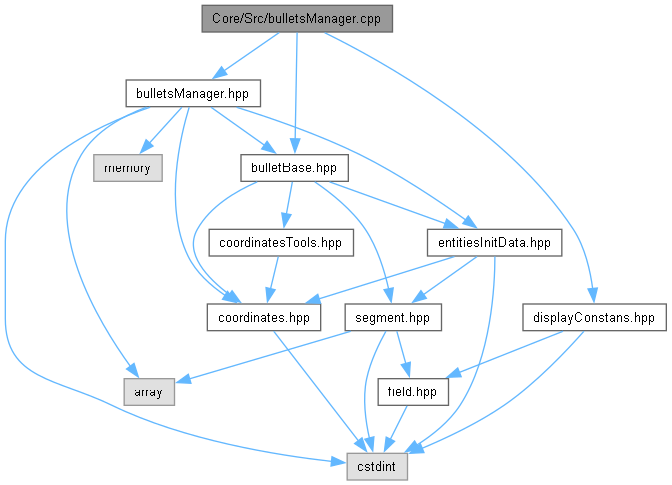 Core/Src/bulletsManager.cpp
bulletsManager.hpp
memory
bulletBase.hpp
coordinatesTools.hpp
entitiesInitData.hpp
coordinates.hpp
segment.hpp
displayConstans.hpp
array
field.hpp
cstdint